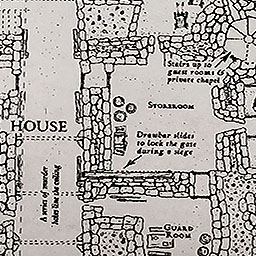 Stairs up to
guest rooms &
private chapel
STOREROOM
HOUSE
Drawbar slides
to lock the gate
during a siege
A series of murder
holes line the ceiling
GUARD
ROOM